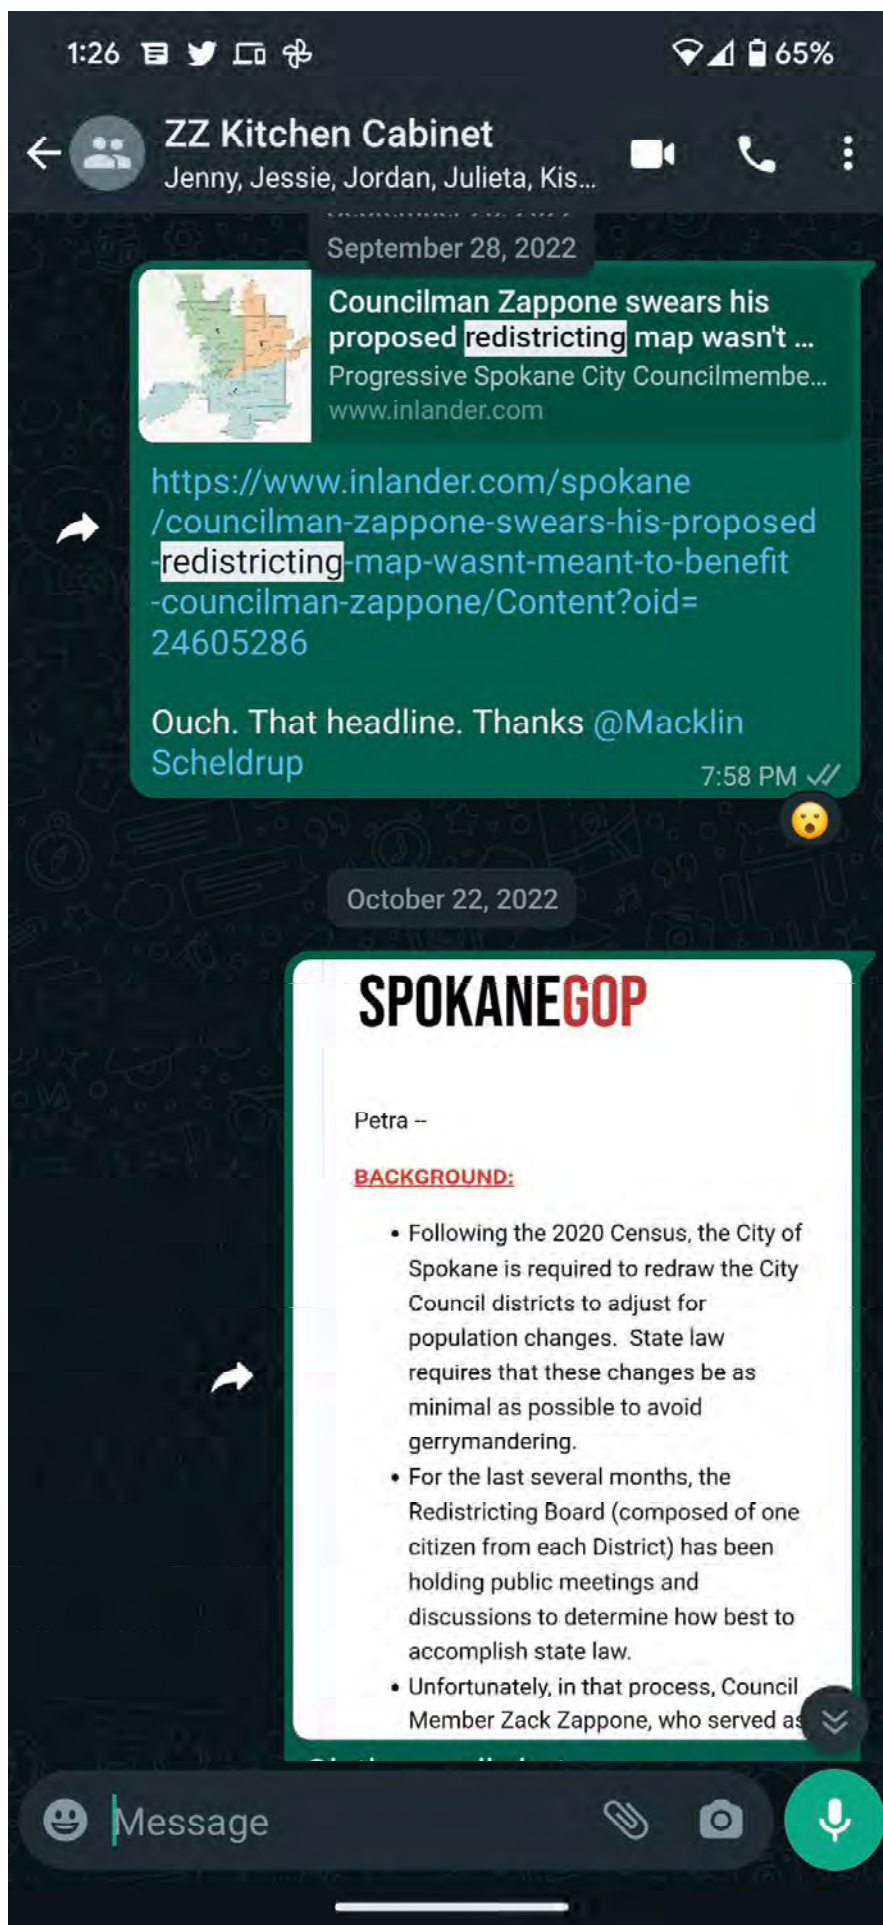 1:26 65%
ZZ Kitchen Cabinet
Jenny, Jessie, Jordan, Julieta, Kis...
September 28, 2022
Councilman Zappone swears his
proposed redistricting map wasn't ...
Progressive Spokane City Councilmembe...
www.inlander.com
https://www.inlander.com/spokane
/councilman-zappone-swears-his-proposed
-redistricting-map-wasnt-meant-to-benefit
-councilman-zappone/Content?oid=
24605286
Ouch. That headline. Thanks @Macklin
Scheldrup
7:58 PM
October 22, 2022
SPOKANEGOP
Petra --
BACKGROUND:
• Following the 2020 Census, the City of
Spokane is required to redraw the City
Council districts to adjust for
population changes. State law
requires that these changes be as
minimal as possible to avoid
gerrymandering.
• For the last several months, the
Redistricting Board (composed of one
citizen from each District) has been
holding public meetings and
discussions to determine how best to
accomplish state law.
• Unfortunately, in that process, Council
Member Zack Zappone, who served as
Message